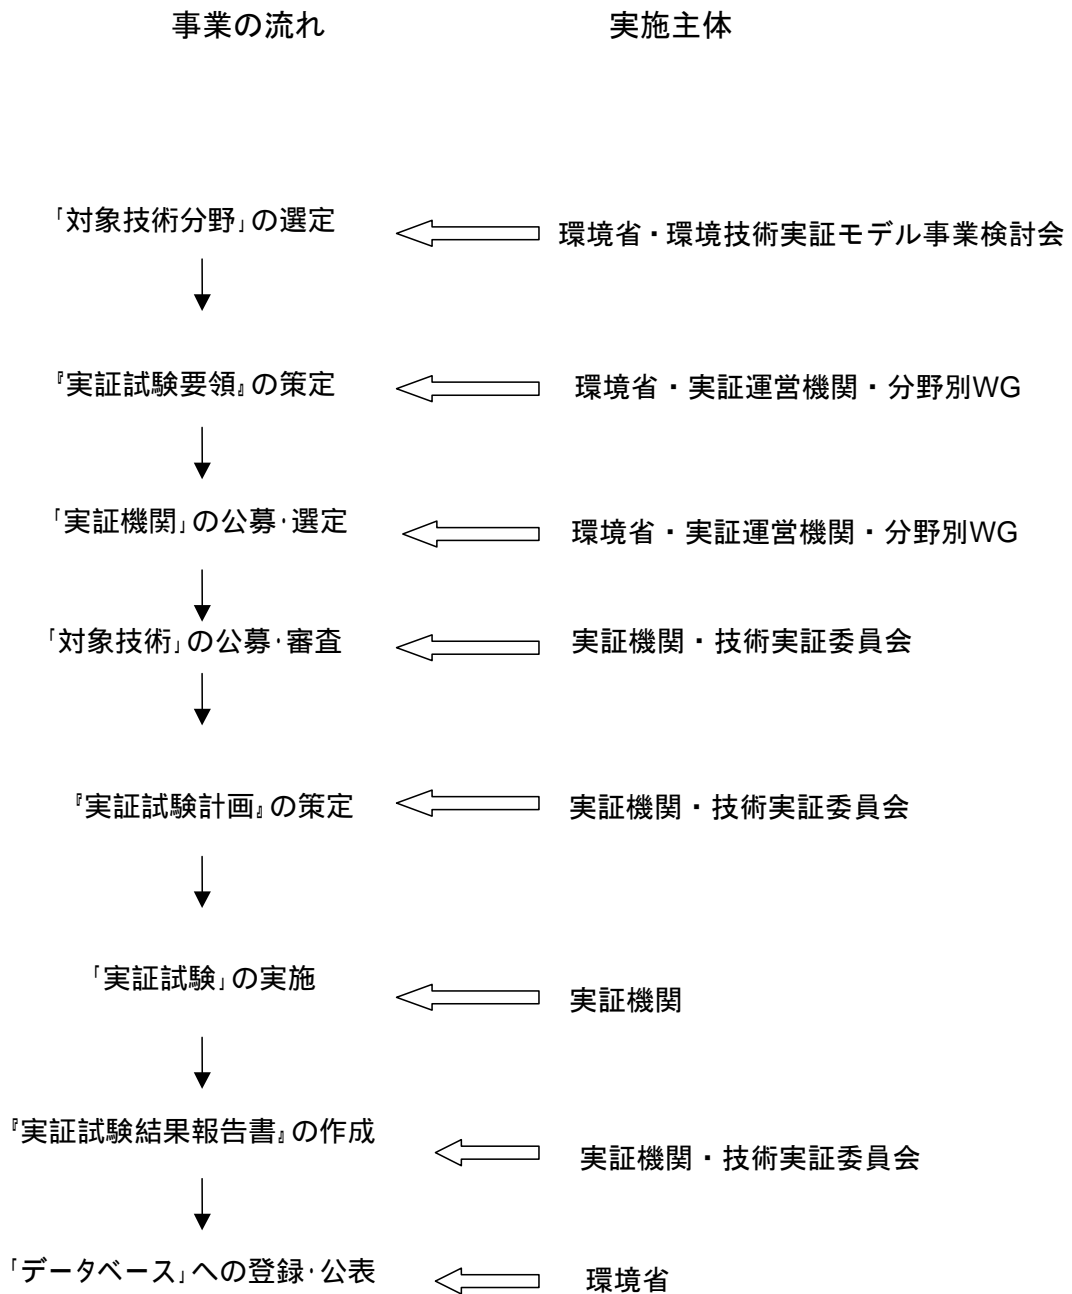 事業の流れ 実施主体
「対象技術分野」の選定 環境省・環境技術実証モデル事業検討会
『実証試験要領』の策定 環境省・実証運営機関・分野別WG
「実証機関」の公募・選定 環境省・実証運営機関・分野別WG
「対象技術」の公募・審査 実証機関・技術実証委員会
『実証試験計画』の策定 実証機関・技術実証委員会
「実証試験」の実施 実証機関
『実証試験結果報告書』の作成 実証機関・技術実証委員会
「データベース」への登録・公表 環境省